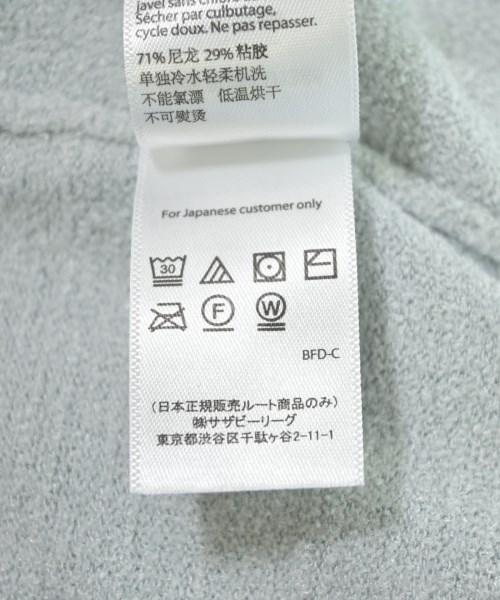 javel sans
Sécher par culbutage,
cycle doux. Ne pas repasser.
71%尼龙 29%粘胶
单独冷水轻柔机洗
不能氯漂 低温烘干
不可熨烫
For Japanese customer only
30
F W
BFD-C
(日本正規販売ルート商品のみ)
㈱サザビーリーグ
東京都渋谷区千駄ヶ谷2-11-1